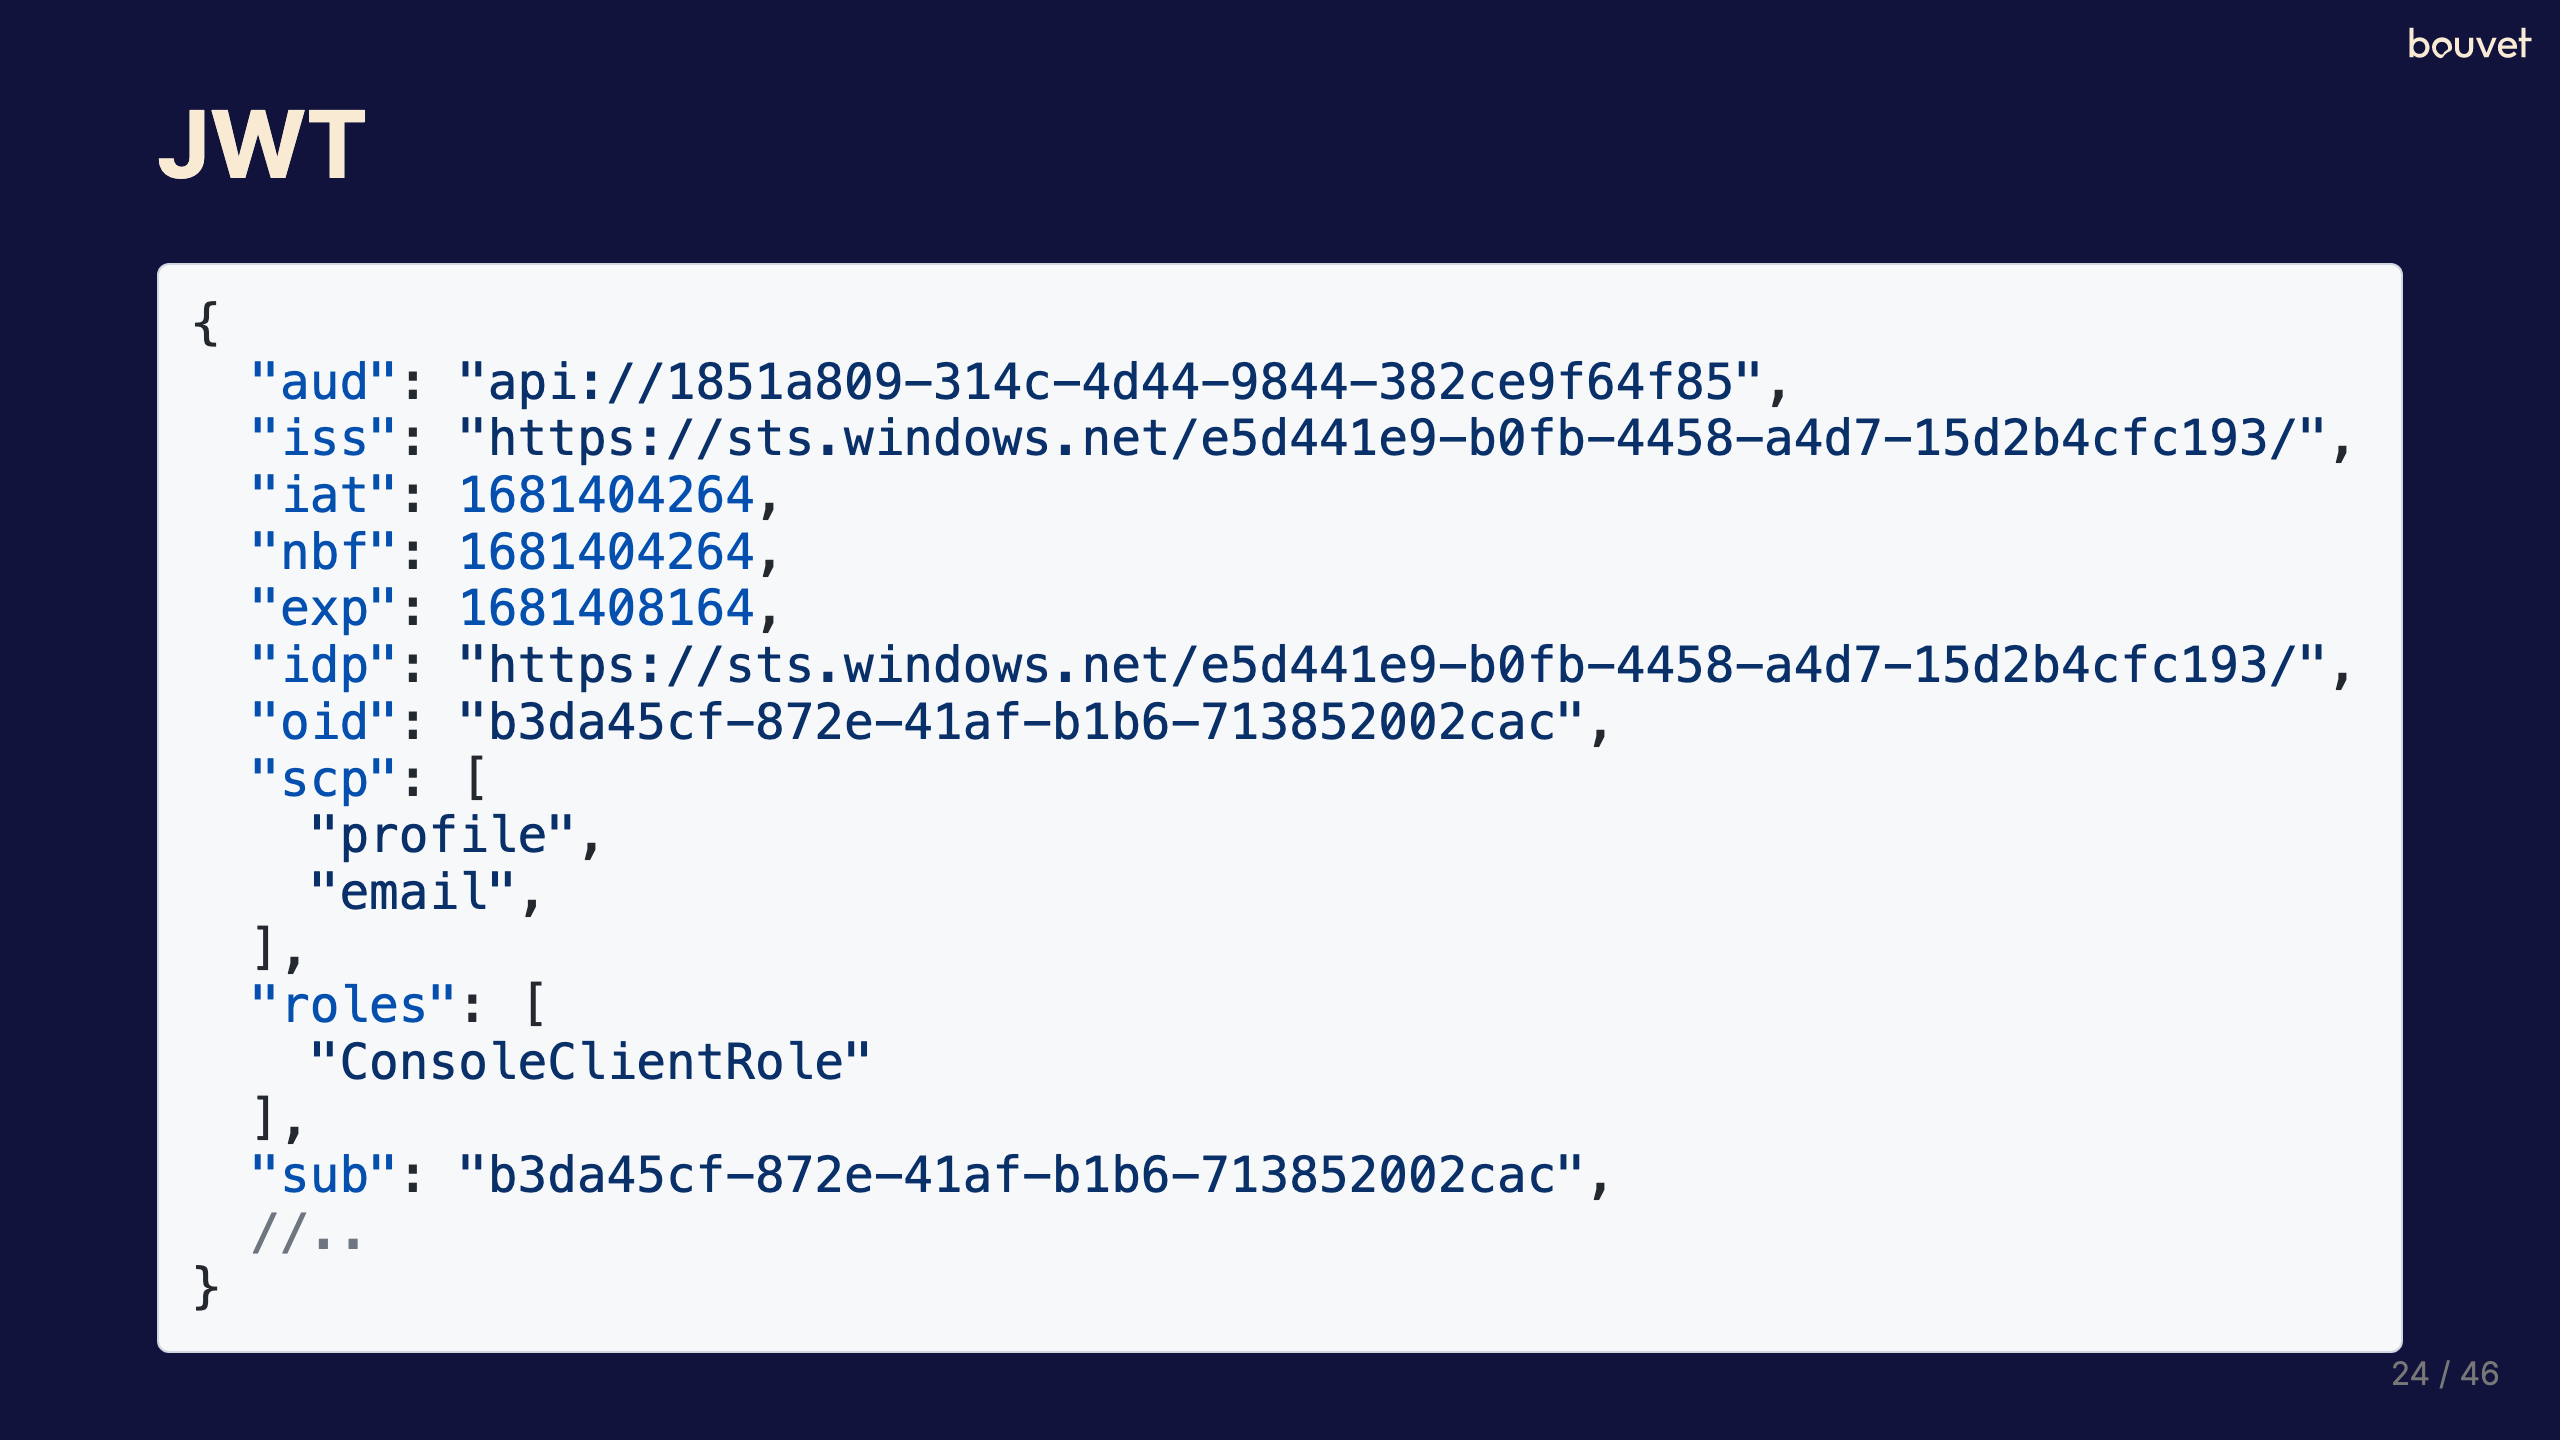 bouvet
JWT
{
  "aud": "api://1851a809-314c-4d44-9844-382ce9f64f85",
  "iss": "https://sts.windows.net/e5d441e9-b0fb-4458-a4d7-15d2b4cfc193/",
  "iat": 1681404264,
  "nbf": 1681404264,
  "exp": 1681408164,
  "idp": "https://sts.windows.net/e5d441e9-b0fb-4458-a4d7-15d2b4cfc193/",
  "oid": "b3da45cf-872e-41af-b1b6-713852002cac",
  "scp": [
    "profile",
    "email",
  ],
  "roles": [
    "ConsoleClientRole"
  ],
  "sub": "b3da45cf-872e-41af-b1b6-713852002cac",
  //..
}
24 / 46